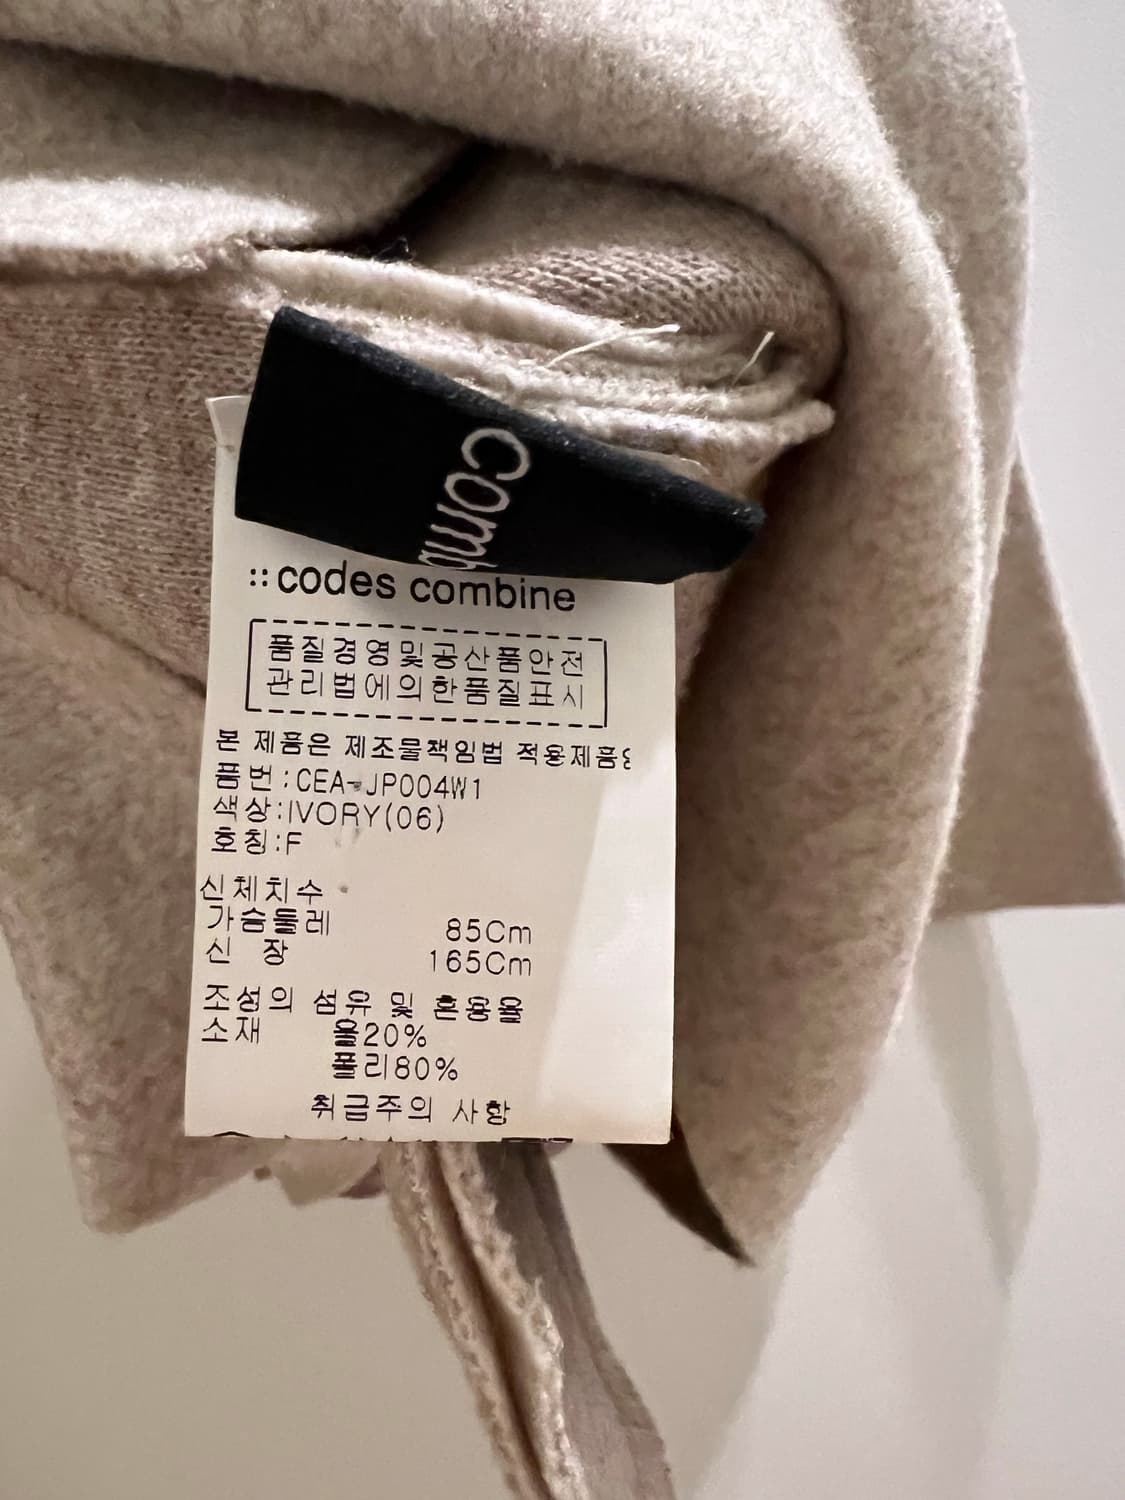 comb
:: codes combine
품질경영및공산품안전
관리법에의한품질표시
본 제품은 제조물책임법 적용제품
품번:CEA-JP004W1
색상:IVORY(06)
호칭:F
신체치수
가슴둘레 85Cm
신 장 165Cm
조성의 섬유 및 혼용율
소재 울20%
폴리80%
취급주의 사항